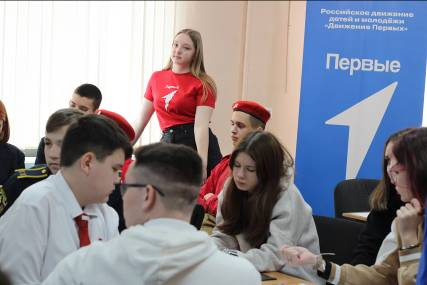 Российское движение
детей и молодёжи
«Движение Первых»
Первые